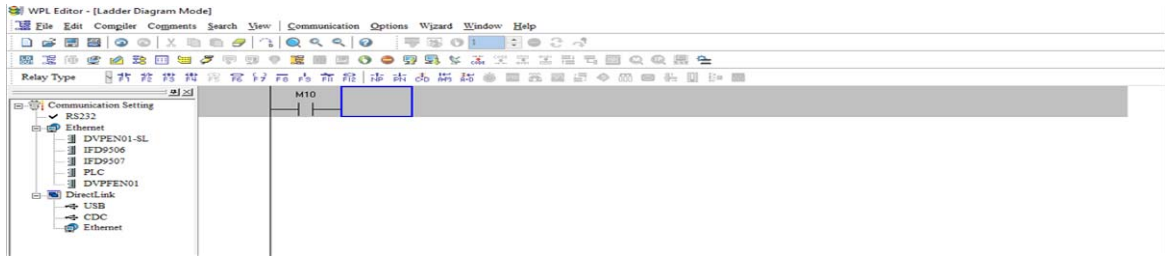 WPL Editor - [Ladder Diagram Mode]
File Edit Compiler Comments Search View Communication Options Wizard Window Help
1
Relay Type
M10
Communication Setting
RS232
Ethernet
DVPEN01-SL
IFD9506
IFD9507
PLC
DVPFEN01
DirectLink
USB
CDC
Ethernet